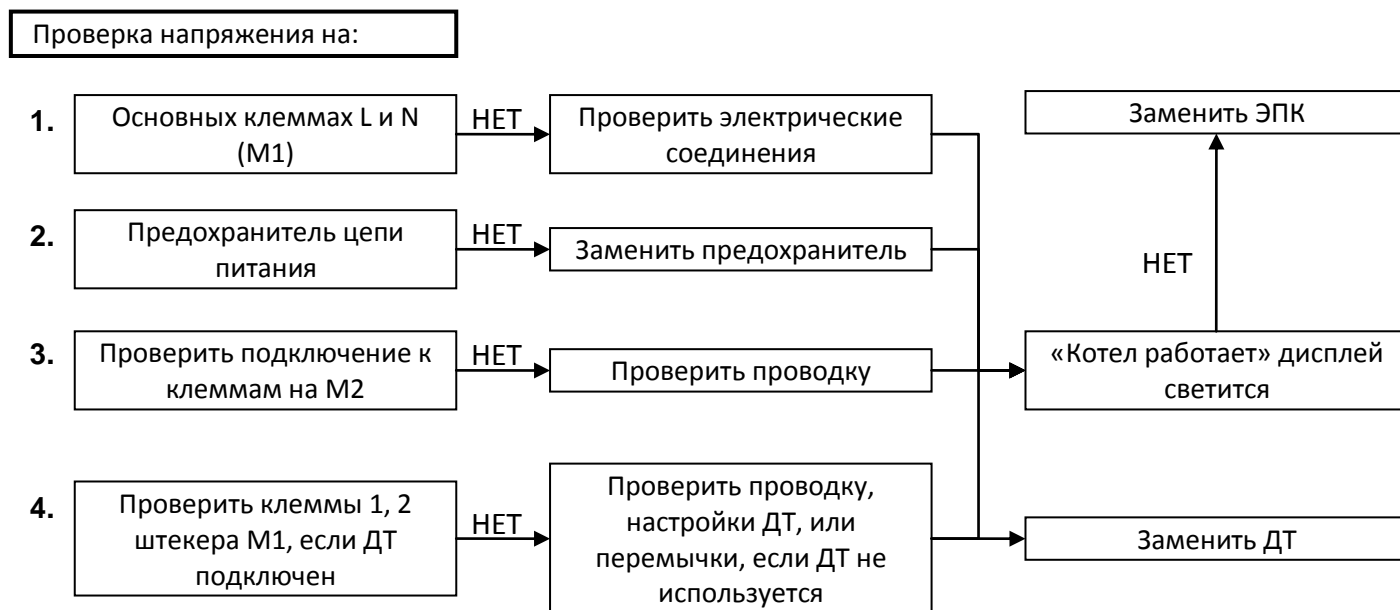 Проверка напряжения на:
1.
Основных клеммах L и N
(M1)
НЕТ
Проверить электрические
соединения
Заменить ЭПК
2.
Предохранитель цепи
питания
НЕТ
Заменить предохранитель
НЕТ
3.
Проверить подключение к
клеммам на М2
НЕТ
Проверить проводку
«Котел работает» дисплей
светится
4.
Проверить клеммы 1, 2
штекера М1, если ДТ
подключен
НЕТ
Проверить проводку,
настройки ДТ, или
перемычки, если ДТ не
используется
Заменить ДТ